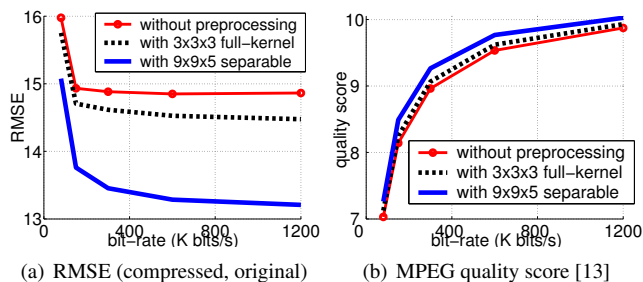 16
15
14
13
RMSE
without preprocessing
with 3x3x3 full−kernel
with 9x9x5 separable
0 400 800 1200
bit−rate (K bits/s)
(a) RMSE (compressed, original)
10
9
8
7
quality score
without preprocessing
with 3x3x3 full−kernel
with 9x9x5 separable
0 400 800 1200
bit−rate (K bits/s)
(b) MPEG quality score [13]